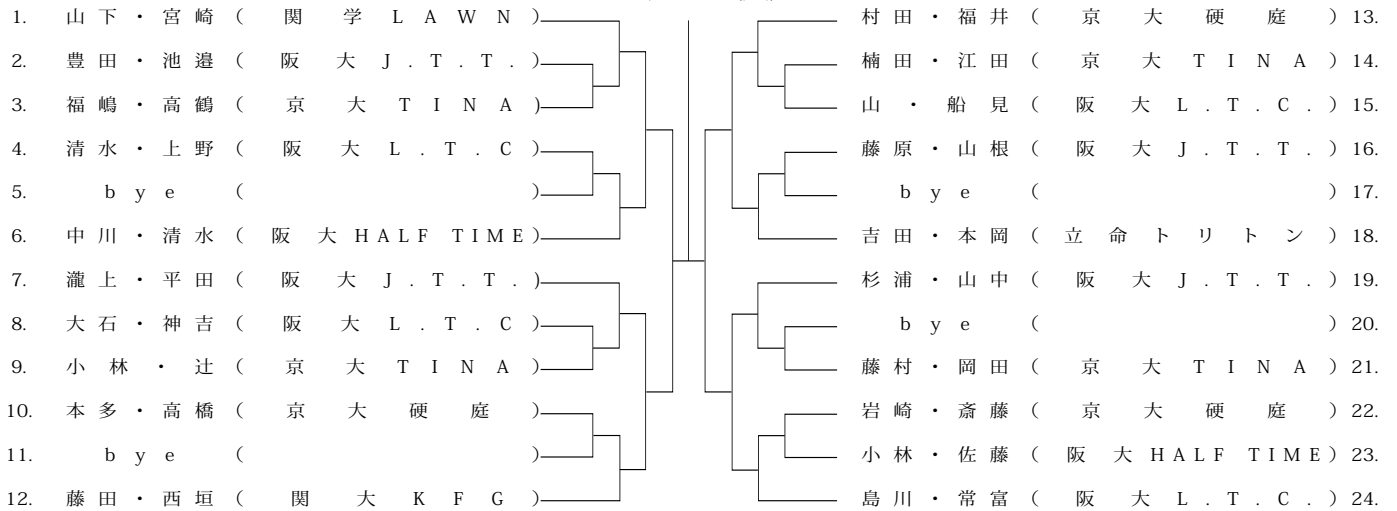 1. 山下・宮崎(関学LAWN)
2. 豊田・池邉(阪大J.T.T.)
3. 福嶋・高鶴(京大TINA)
4. 清水・上野(阪大L.T.C)
5. bye( )
6. 中川・清水(阪大HALF TIME)
7. 瀧上・平田(阪大J.T.T.)
8. 大石・神吉(阪大L.T.C)
9. 小林・辻(京大TINA)
10. 本多・高橋(京大硬庭)
11. bye( )
12. 藤田・西垣(関大KFG)
村田・福井(京大硬庭)13.
楠田・江田(京大TINA)14.
山・船見(阪大L.T.C.)15.
藤原・山根(阪大J.T.T.)16.
bye( )17.
吉田・本岡(立命トリトン)18.
杉浦・山中(阪大J.T.T.)19.
bye( )20.
藤村・岡田(京大TINA)21.
岩崎・斎藤(京大硬庭)22.
小林・佐藤(阪大HALF TIME)23.
島川・常富(阪大L.T.C.)24.